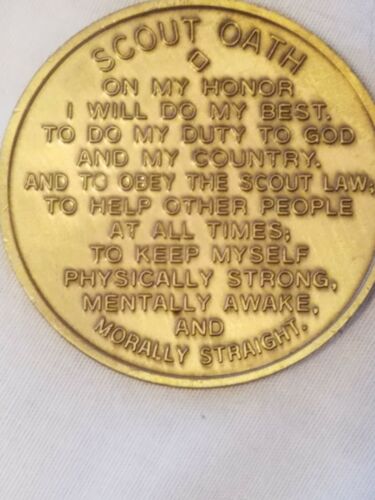 SCOUT OATH
ON MY HONOR
I WILL DO MY BEST.
TO DO MY DUTY TO GOD
AND MY COUNTRY.
AND TO OBEY THE SCOUT LAW;
TO HELP OTHER PEOPLE
AT ALL TIMES;
TO KEEP MYSELF
PHYSICALLY STRONG,
MENTALLY AWAKE,
AND
MORALLY STRAIGHT.